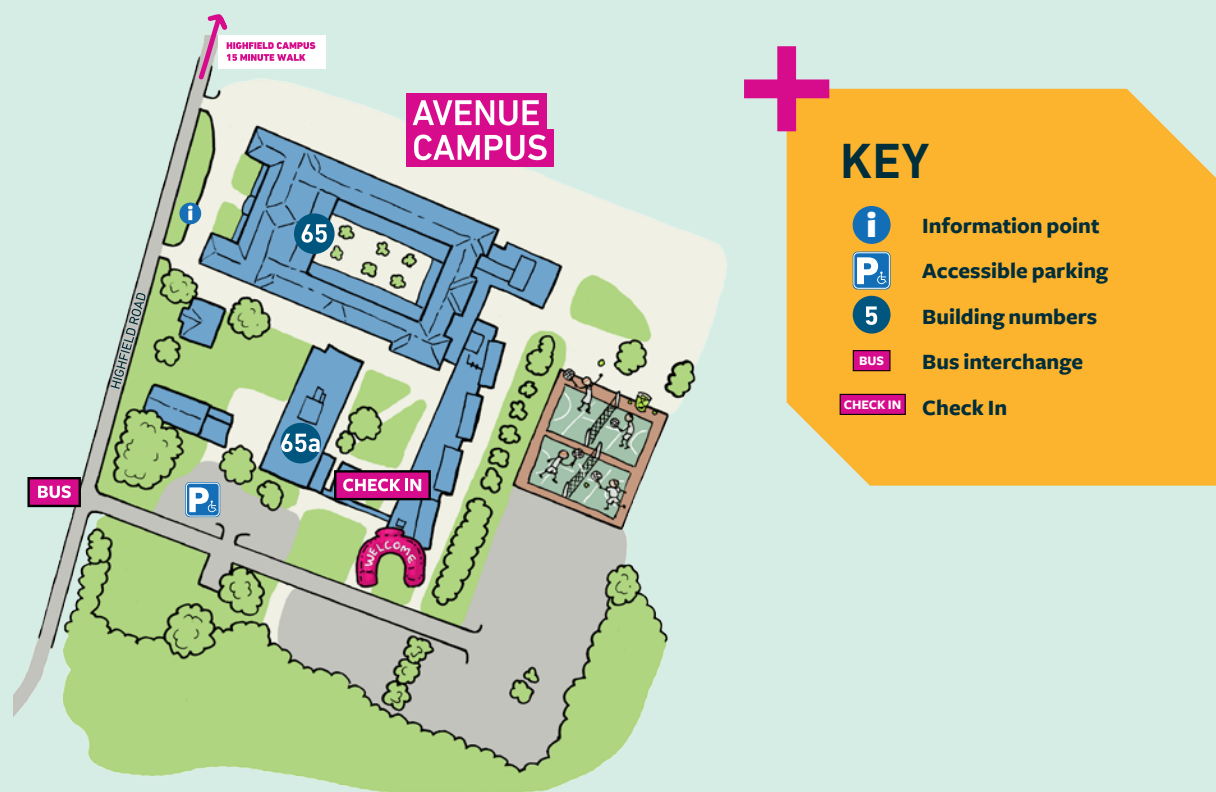 HIGHFIELD CAMPUS
15 MINUTE WALK
AVENUE
CAMPUS
i
65
HIGHFIELD ROAD
65a
CHECK IN
BUS
P
WELCOME
KEY
i Information point
P Accessible parking
5 Building numbers
BUS Bus interchange
CHECK IN Check In